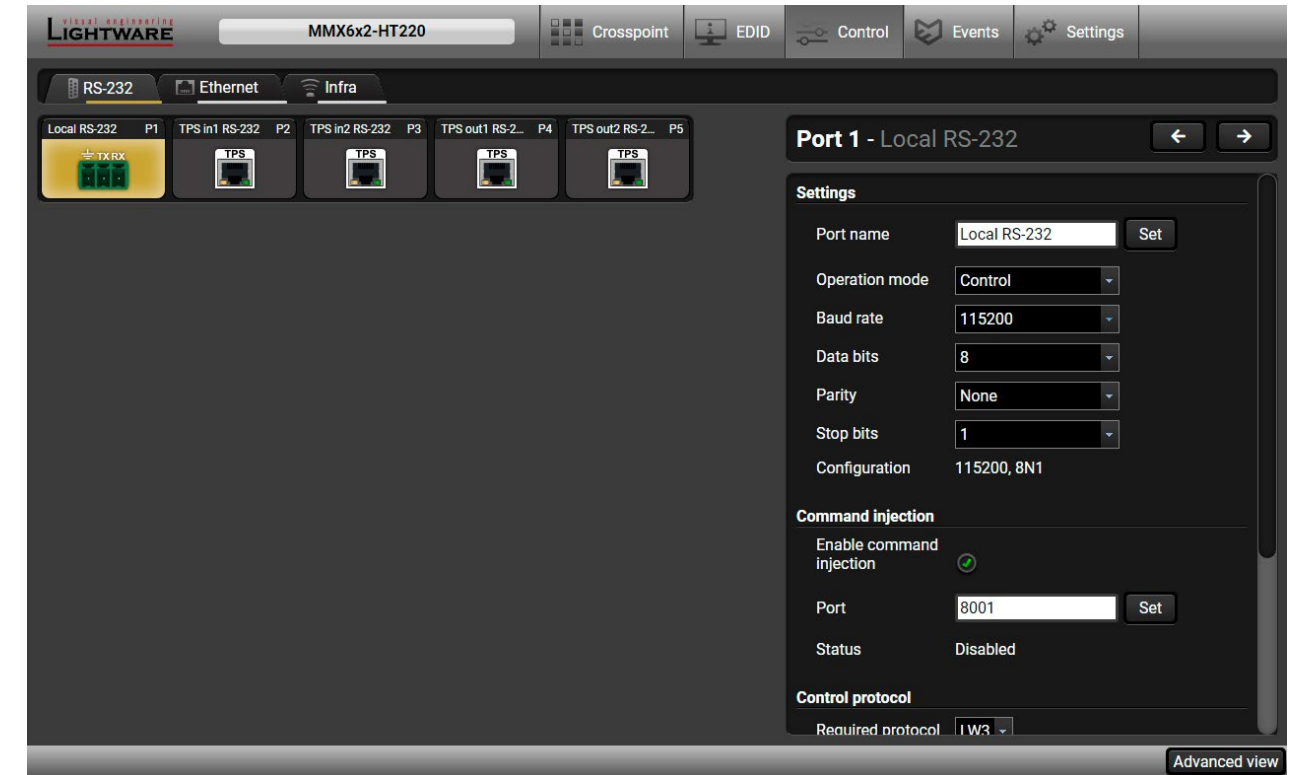 visual engineering
LIGHTWARE
MMX6x2-HT220
Crosspoint
EDID
Control
Events
Settings
RS-232
Ethernet
Infra
Local RS-232 P1
TX RX
TPS in1 RS-232 P2
TPS
TPS in2 RS-232 P3
TPS
TPS out1 RS-2... P4
TPS
TPS out2 RS-2... P5
TPS
Port 1 - Local RS-232
Settings
Port name Local RS-232 Set
Operation mode Control
Baud rate 115200
Data bits 8
Parity None
Stop bits 1
Configuration 115200, 8N1
Command injection
Enable command
injection
Port 8001 Set
Status Disabled
Control protocol
Required protocol LW3
Advanced view